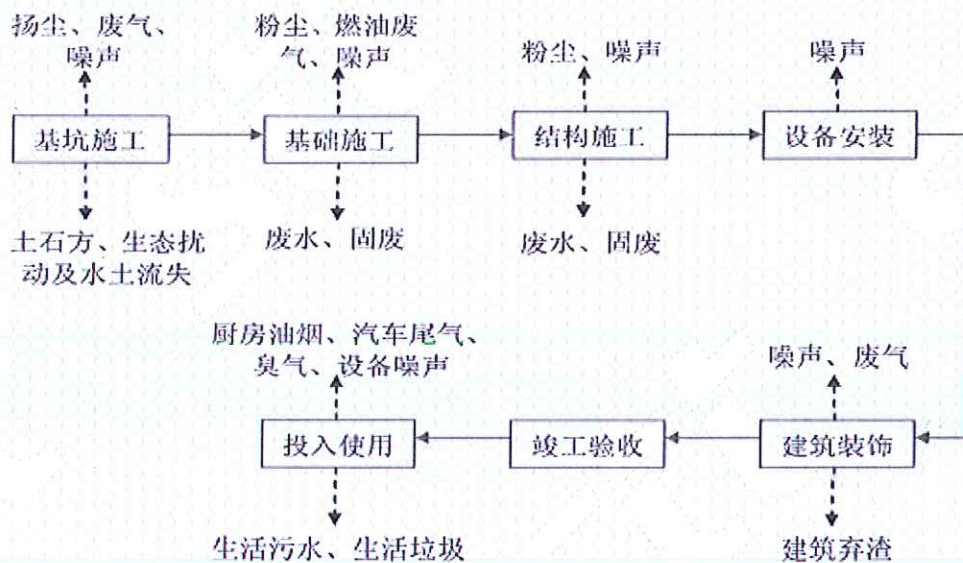 扬尘、废气、
噪声
粉尘、燃油废
气、噪声
粉尘、噪声
噪声
基坑施工
基础施工
结构施工
设备安装
土石方、生态扰
动及水土流失
废水、固废
废水、固废
厨房油烟、汽车尾气、
臭气、设备噪声
噪声、废气
投入使用
竣工验收
建筑装饰
生活污水、生活垃圾
建筑弃渣